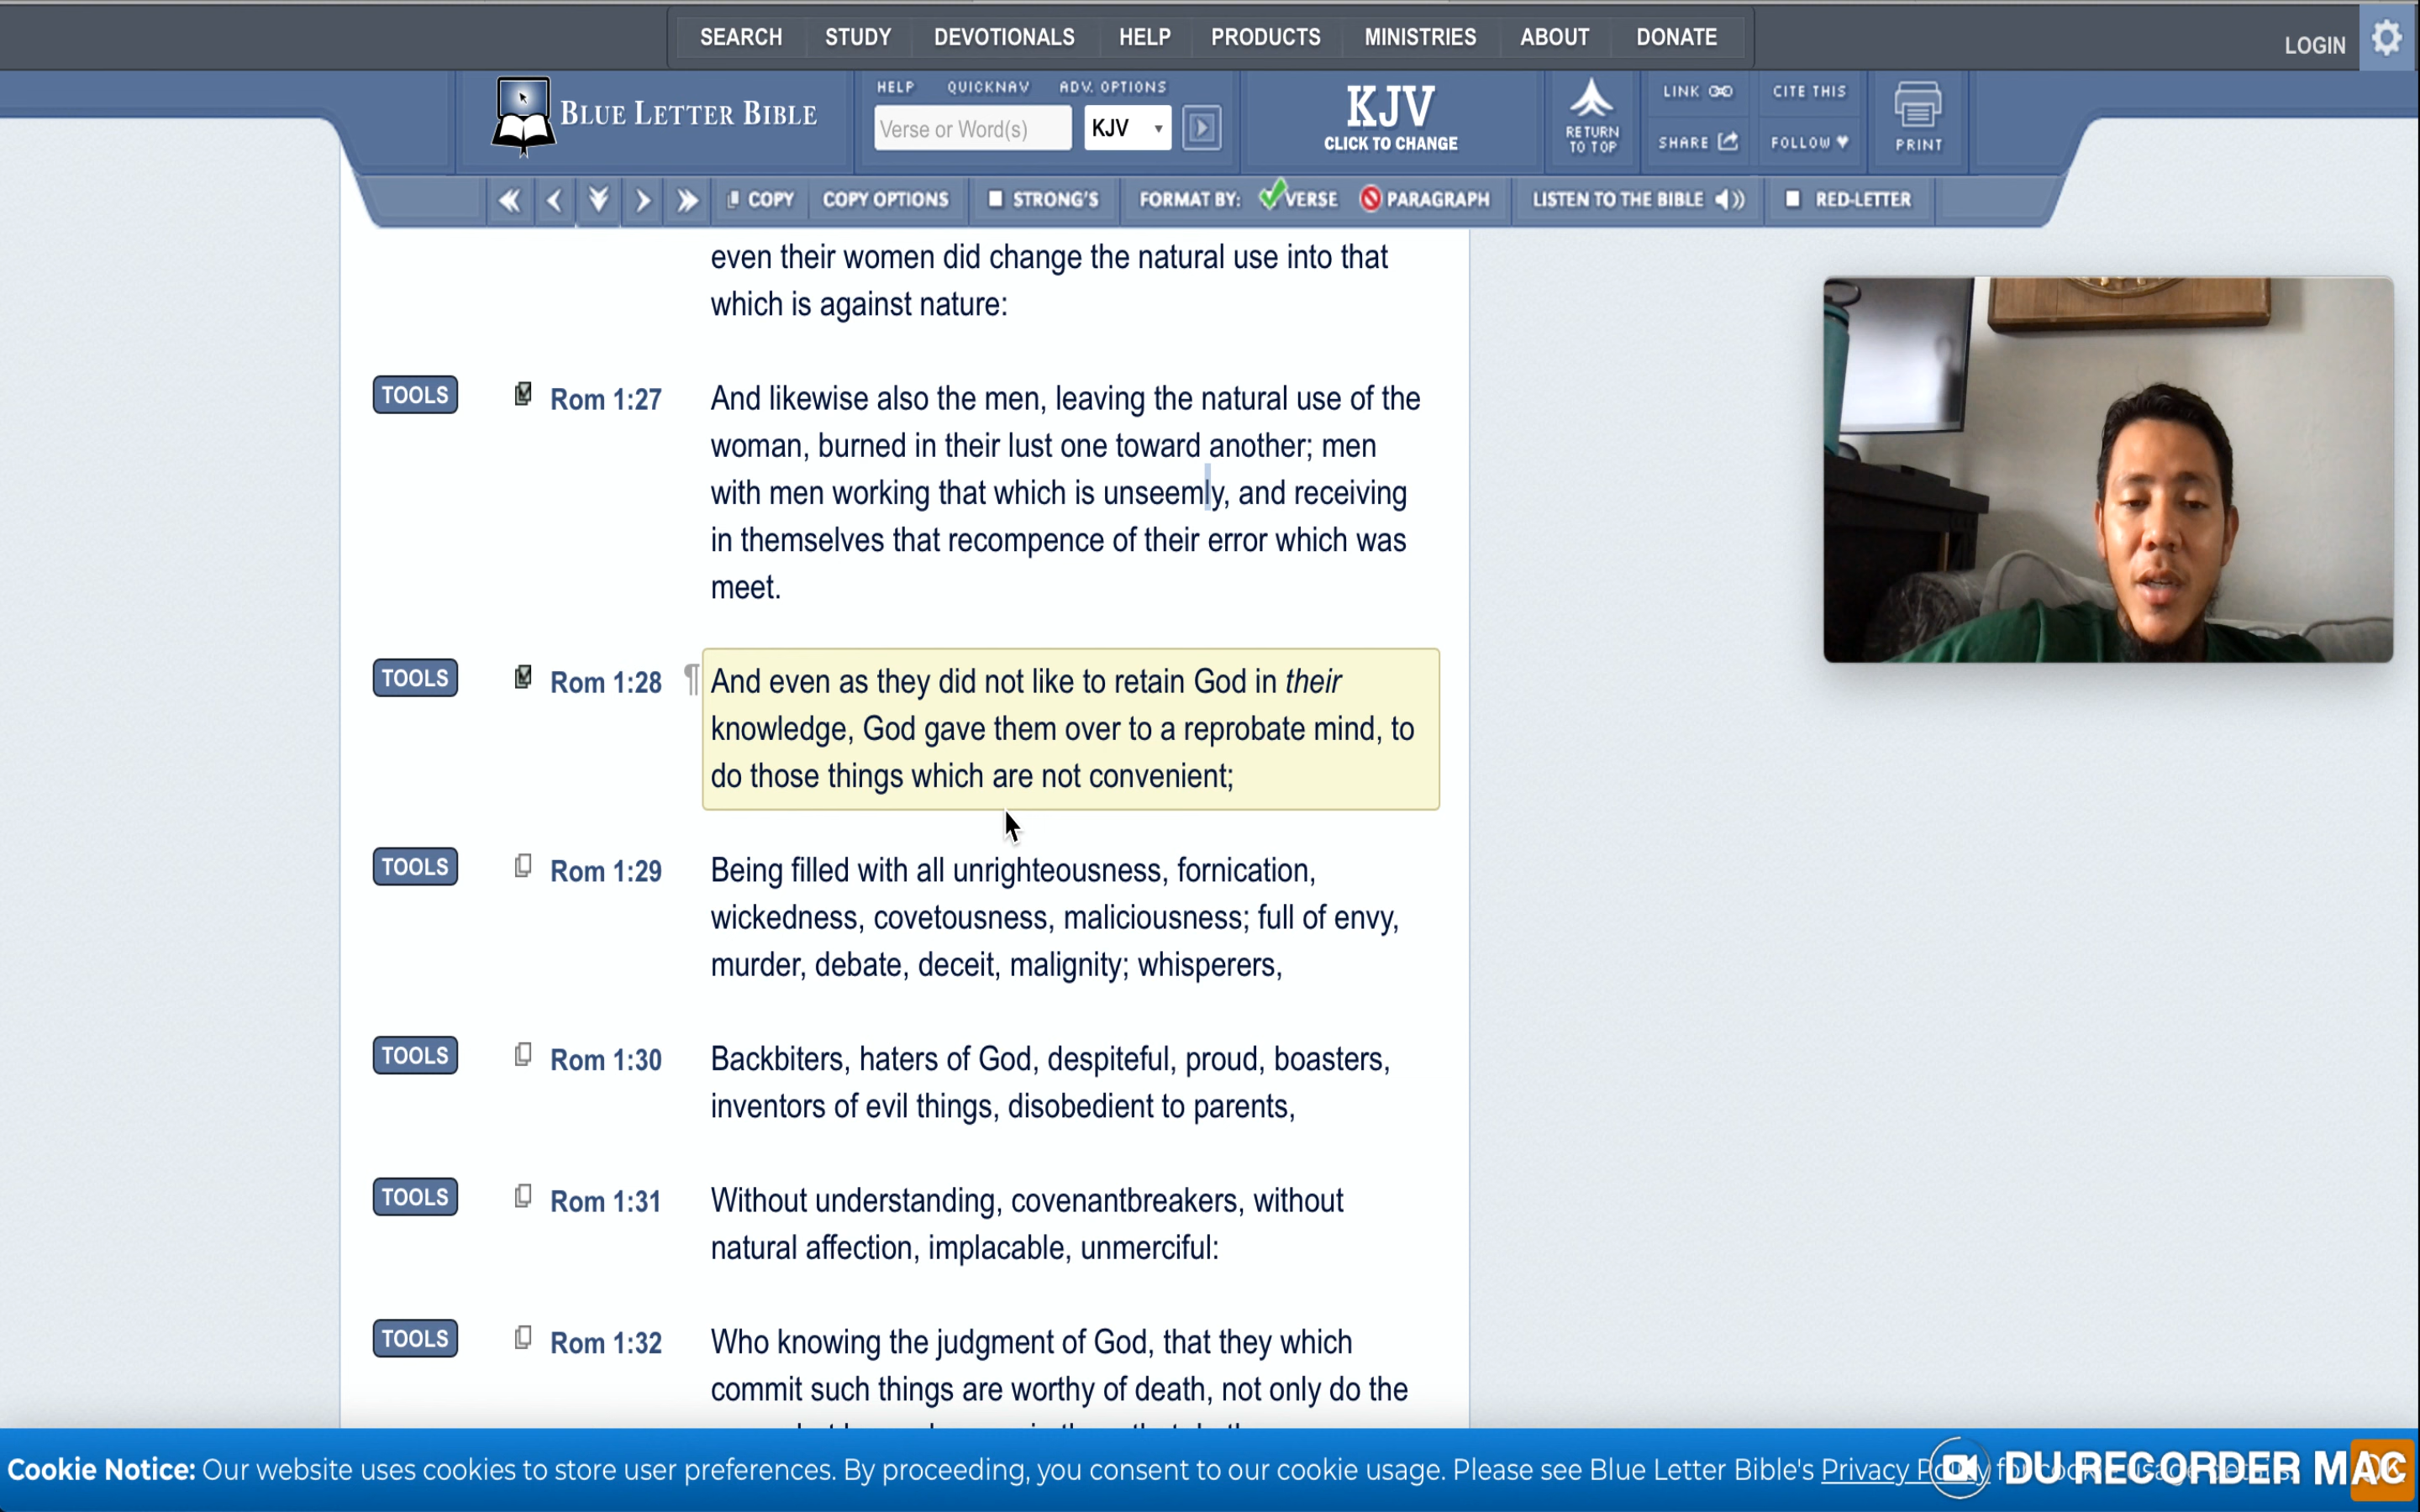 SEARCH STUDY DEVOTIONALS HELP PRODUCTS MINISTRIES ABOUT DONATE
LOGIN
BLUE LETTER BIBLE
HELP QUICKNAV ADV. OPTIONS
Verse or Word(s) KJV
KJV
CLICK TO CHANGE
RETURN
TO TOP
LINK CITE THIS
SHARE FOLLOW
PRINT
COPY COPY OPTIONS STRONG'S FORMAT BY: VERSE PARAGRAPH LISTEN TO THE BIBLE RED-LETTER
even their women did change the natural use into that
which is against nature:
TOOLS Rom 1:27 And likewise also the men, leaving the natural use of the
woman, burned in their lust one toward another; men
with men working that which is unseemly, and receiving
in themselves that recompence of their error which was
meet.
TOOLS Rom 1:28 ¶ And even as they did not like to retain God in their
knowledge, God gave them over to a reprobate mind, to
do those things which are not convenient;
TOOLS Rom 1:29 Being filled with all unrighteousness, fornication,
wickedness, covetousness, maliciousness; full of envy,
murder, debate, deceit, malignity; whisperers,
TOOLS Rom 1:30 Backbiters, haters of God, despiteful, proud, boasters,
inventors of evil things, disobedient to parents,
TOOLS Rom 1:31 Without understanding, covenantbreakers, without
natural affection, implacable, unmerciful:
TOOLS Rom 1:32 Who knowing the judgment of God, that they which
commit such things are worthy of death, not only do the
Cookie Notice: Our website uses cookies to store user preferences. By proceeding, you consent to our cookie usage. Please see Blue Letter Bible's Privacy
DU RECORDER MAC